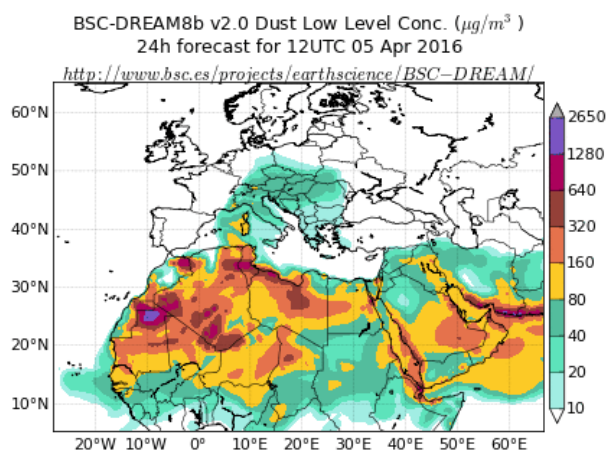 BSC-DREAM8b v2.0 Dust Low Level Conc. (μg/m³ )
24h forecast for 12UTC 05 Apr 2016
http://www.bsc.es/projects/earthscience/BSC−DREAM/
60°N
50°N
40°N
30°N
20°N
10°N
20°W 10°W 0° 10°E 20°E 30°E 40°E 50°E 60°E
2650
1280
640
320
160
80
40
20
10